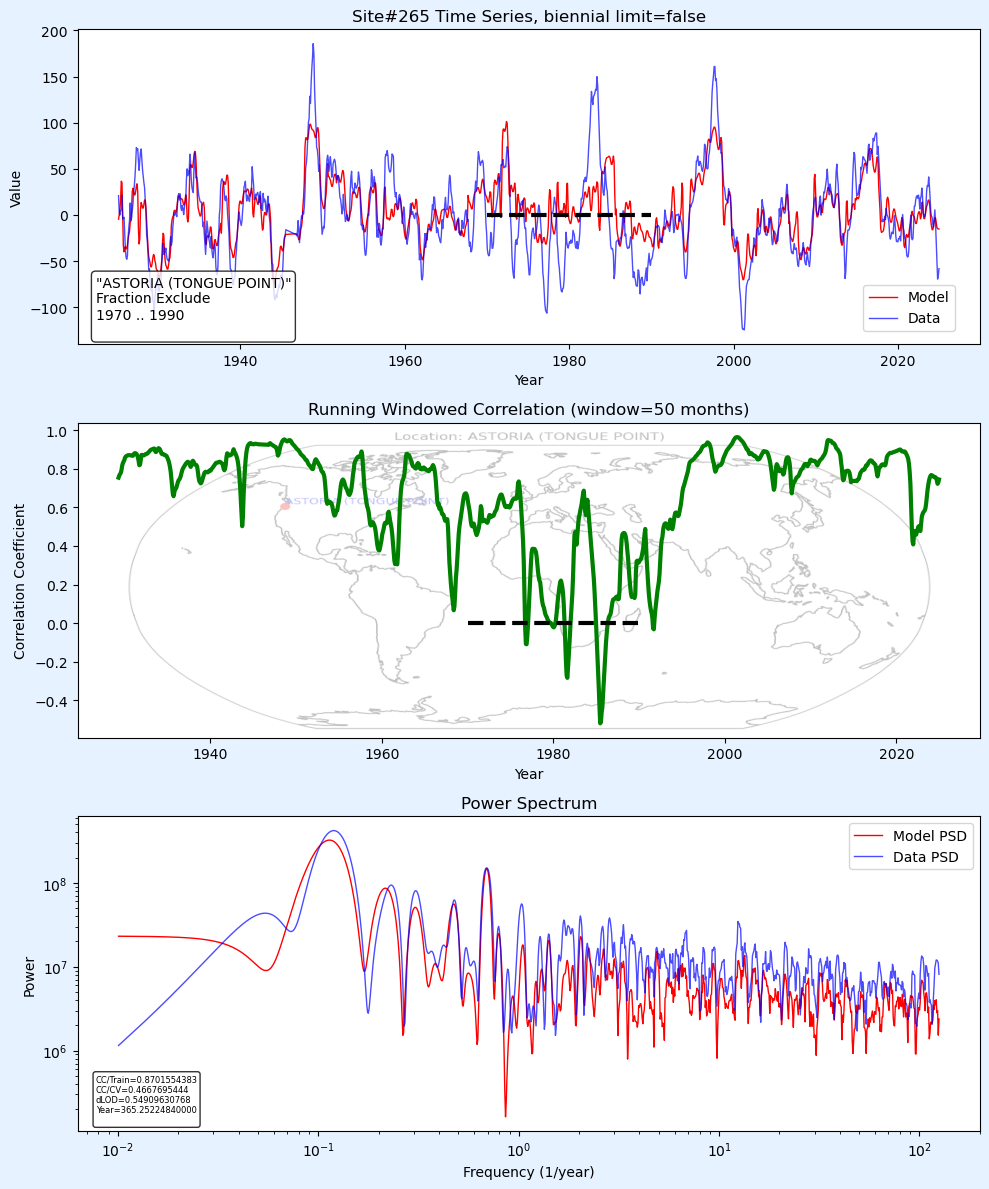 Site#265 Time Series, biennial limit=false
200
150
100
50
0
−50
−100
Value
"ASTORIA (TONGUE POINT)"
Fraction Exclude
1970 .. 1990
Model
Data
1940
1960
1980
2000
2020
Year
Running Windowed Correlation (window=50 months)
Location: ASTORIA (TONGUE POINT)
ASTORIA (TONGUE POINT)
1.0
0.8
0.6
0.4
0.2
0.0
−0.2
−0.4
Correlation Coefficient
1940
1960
1980
2000
2020
Year
Power Spectrum
Model PSD
Data PSD
10⁸
10⁷
10⁶
Power
CC/Train=0.8701554383
CC/CV=0.4667695444
dLOD=0.54909630768
Year=365.25224840000
10⁻²
10⁻¹
10⁰
10¹
10²
Frequency (1/year)